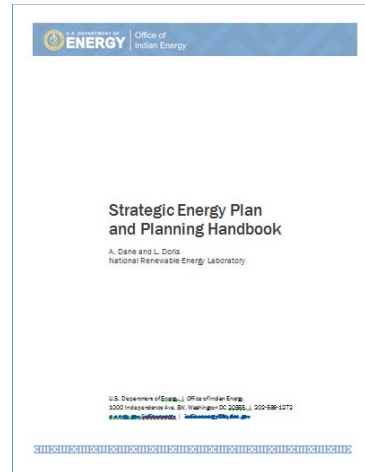 U.S. DEPARTMENT OF
ENERGY
Office of
Indian Energy
Strategic Energy Plan
and Planning Handbook
A. Dane and L. Doris
National Renewable Energy Laboratory
U.S. Department of Energy | Office of Indian Energy
1000 Independence Ave. SW, Washington DC 20585 | 202-586-1272